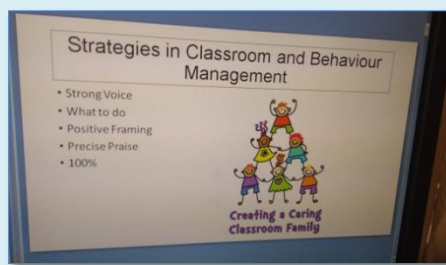 Strategies in Classroom and Behaviour
Management
• Strong Voice
• What to do
• Positive Framing
• Precise Praise
• 100%
Creating a Caring
Classroom Family